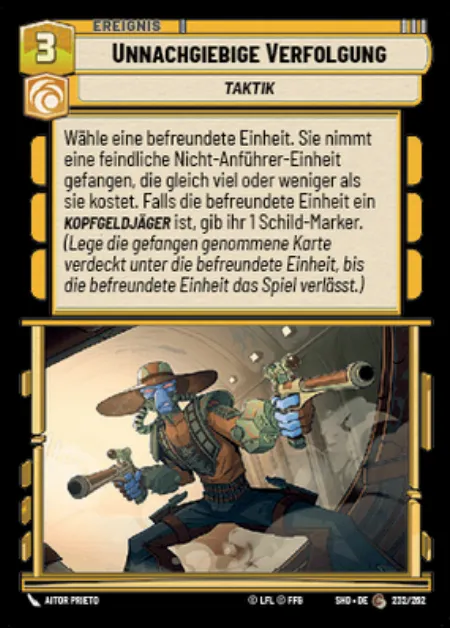 EREIGNIS
3
UNNACHGIEBIGE VERFOLGUNG
TAKTIK
Wähle eine befreundete Einheit. Sie nimmt
eine feindliche Nicht-Anführer-Einheit
gefangen, die gleich viel oder weniger als
sie kostet. Falls die befreundete Einheit ein
KOPFGELDJÄGER ist, gib ihr 1 Schild-Marker.
(Lege die gefangen genommene Karte
verdeckt unter die befreundete Einheit, bis
die befreundete Einheit das Spiel verlässt.)
AITOR PRIETO © LFL © FFG SHD • DE 232/262